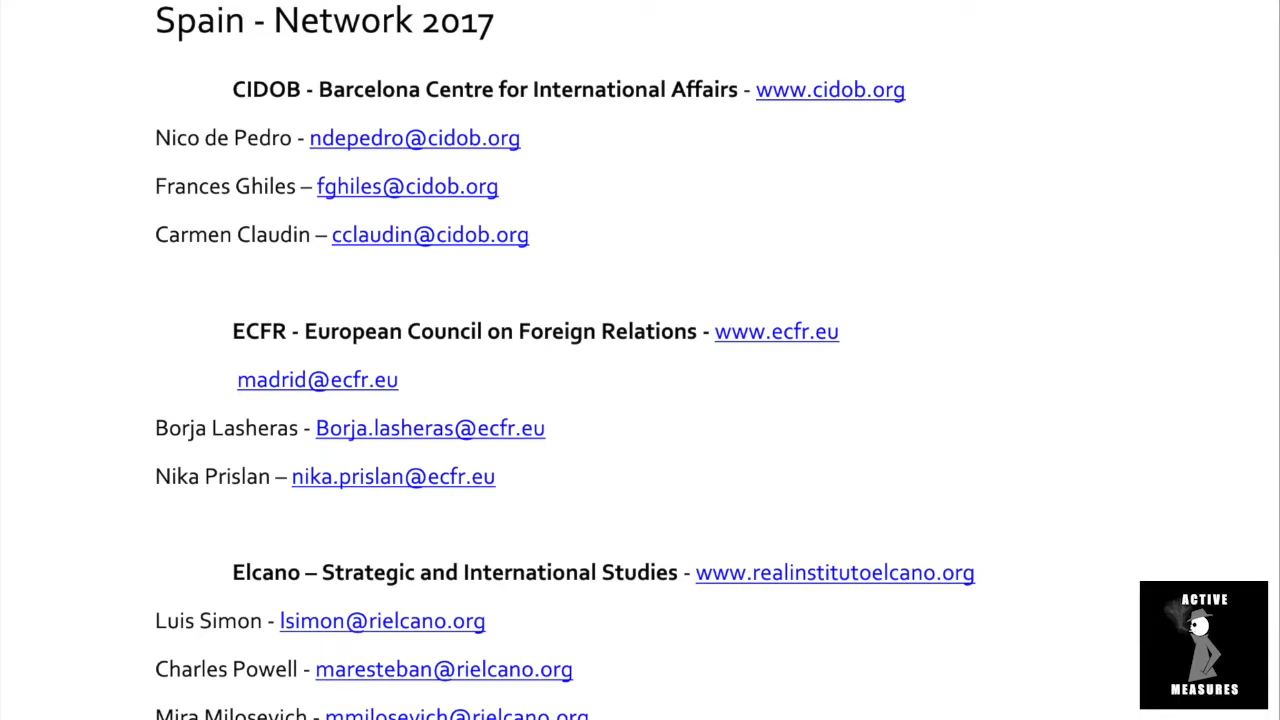 Spain - Network 2017
CIDOB - Barcelona Centre for International Affairs - www.cidob.org
Nico de Pedro - ndepedro@cidob.org
Frances Ghiles – fghiles@cidob.org
Carmen Claudin – cclaudin@cidob.org
ECFR - European Council on Foreign Relations - www.ecfr.eu
madrid@ecfr.eu
Borja Lasheras - Borja.lasheras@ecfr.eu
Nika Prislan – nika.prislan@ecfr.eu
Elcano – Strategic and International Studies - www.realinstitutoelcano.org
Luis Simon - lsimon@rielcano.org
Charles Powell - maresteban@rielcano.org
Mira Milosevich - mmilosevich@rielcano.org
ACTIVE
MEASURES